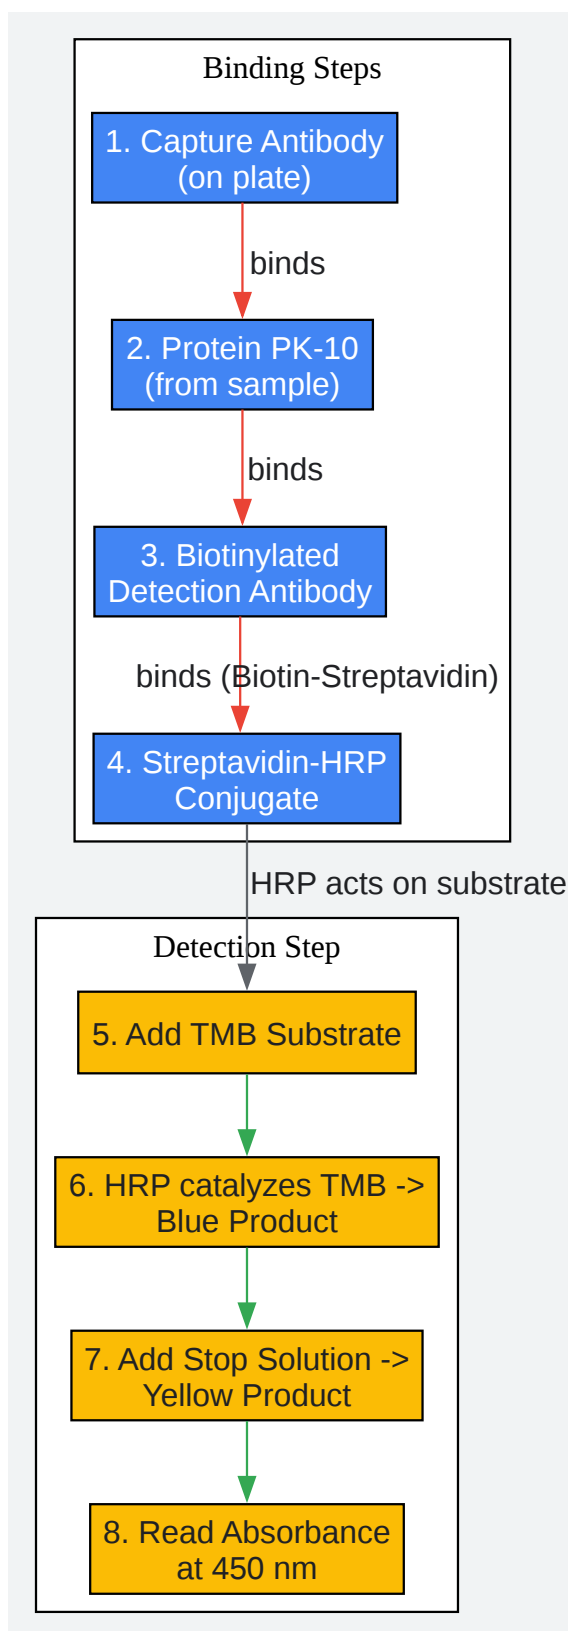 Binding Steps
1. Capture Antibody
(on plate)
binds
2. Protein PK-10
(from sample)
binds
3. Biotinylated
Detection Antibody
binds (Biotin-Streptavidin)
4. Streptavidin-HRP
Conjugate
HRP acts on substrate
Detection Step
5. Add TMB Substrate
6. HRP catalyzes TMB ->
Blue Product
7. Add Stop Solution ->
Yellow Product
8. Read Absorbance
at 450 nm